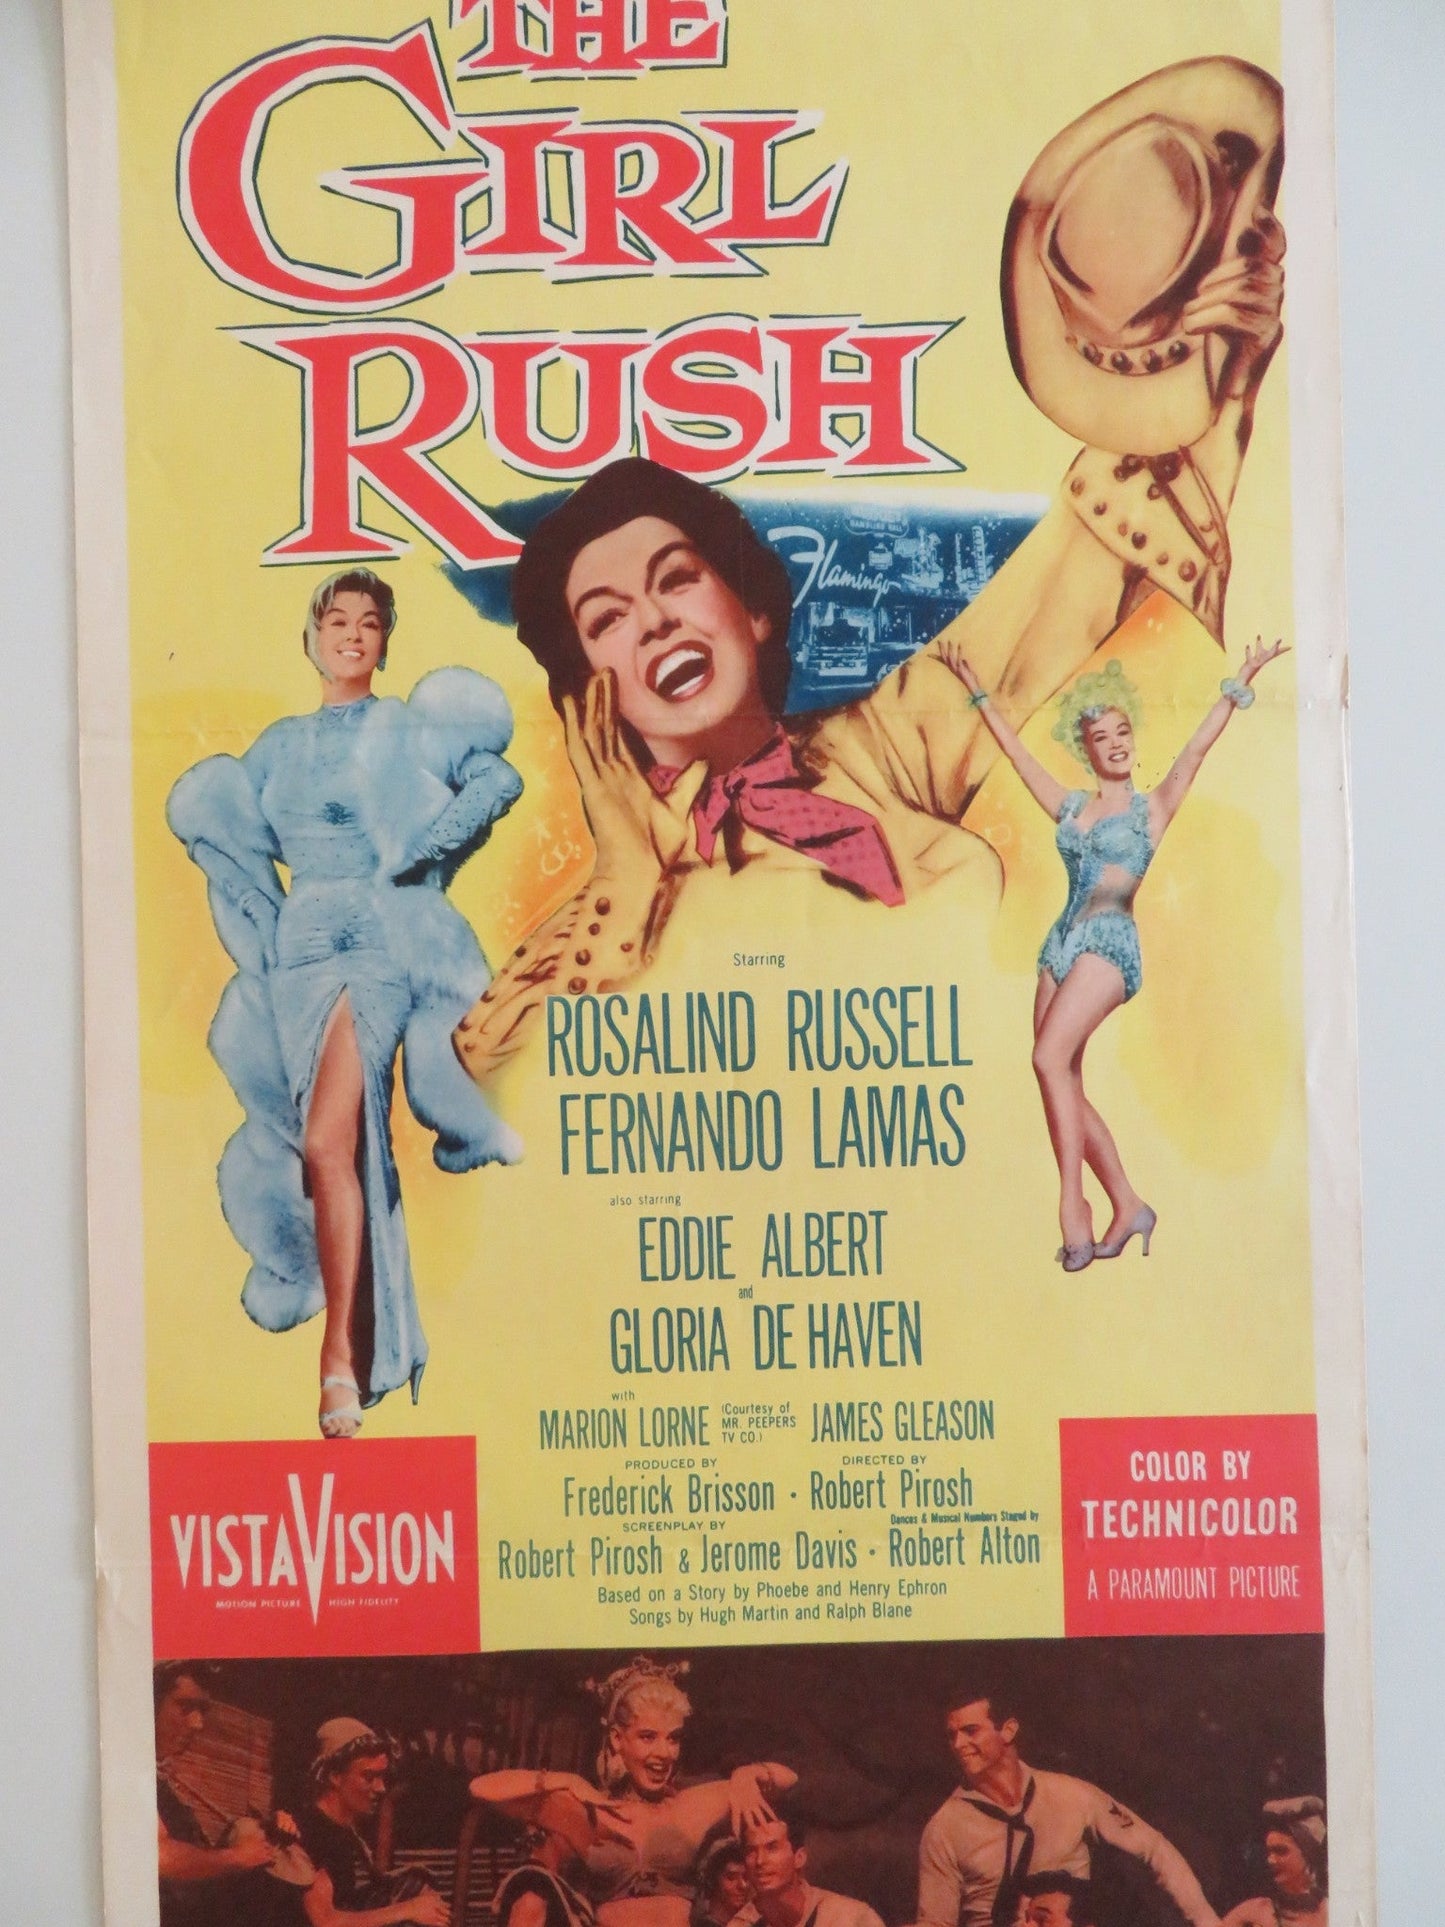 THE
GIRL
RUSH
GAMBLING HALL
Flamingo
Starring
ROSALIND RUSSELL
FERNANDO LAMAS
also starring
EDDIE ALBERT
and
GLORIA DE HAVEN
with
MARION LORNE (Courtesy of MR. PEEPERS TV CO.) JAMES GLEASON
PRODUCED BY DIRECTED BY
Frederick Brisson · Robert Pirosh
SCREENPLAY BY Dances & Musical Numbers Staged by
Robert Pirosh & Jerome Davis · Robert Alton
Based on a Story by Phoebe and Henry Ephron
Songs by Hugh Martin and Ralph Blane
VISTAVISION
MOTION PICTURE HIGH FIDELITY
COLOR BY
TECHNICOLOR
A PARAMOUNT PICTURE